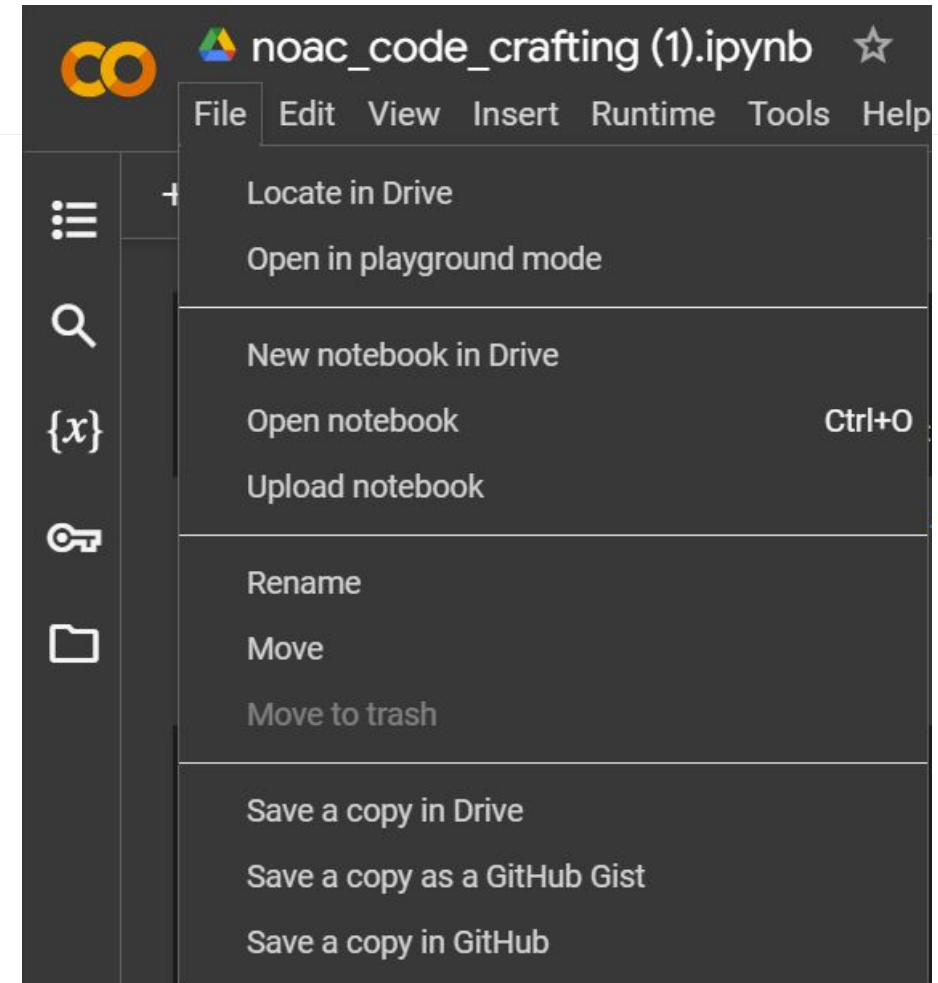 noac_code_crafting (1).ipynb
File Edit View Insert Runtime Tools Help
Locate in Drive
Open in playground mode
New notebook in Drive
Open notebook Ctrl+O
Upload notebook
{x}
Rename
Move
Move to trash
Save a copy in Drive
Save a copy as a GitHub Gist
Save a copy in GitHub